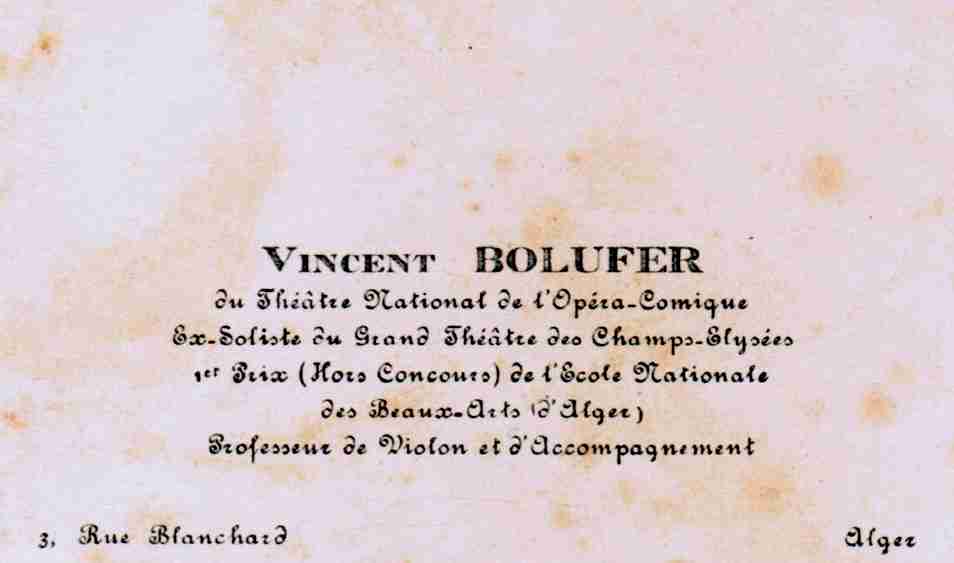 VINCENT BOLUFER
du Théâtre National de l'Opéra-Comique
Ex-Soliste du Grand Théâtre des Champs-Elysées
1er Prix (Hors Concours) de l'Ecole Nationale
des Beaux-Arts (d'Alger)
Professeur de Violon et d'Accompagnement
3, Rue Blanchard Alger